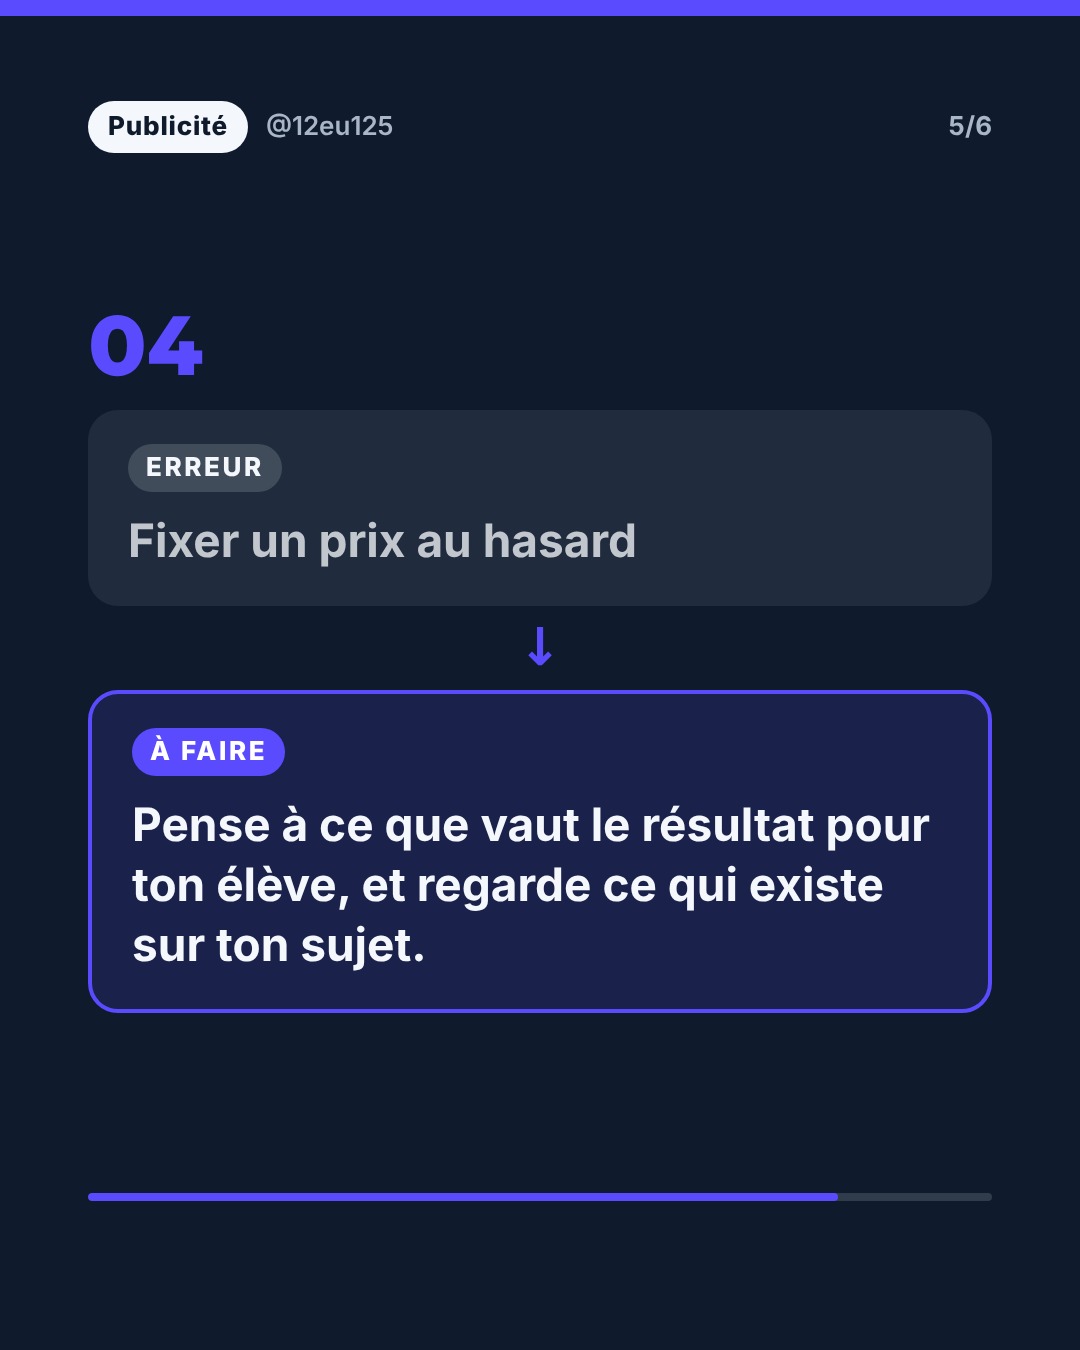 Publicité @12eu125 5/6
04
ERREUR
Fixer un prix au hasard
↓
À FAIRE
Pense à ce que vaut le résultat pour
ton élève, et regarde ce qui existe
sur ton sujet.